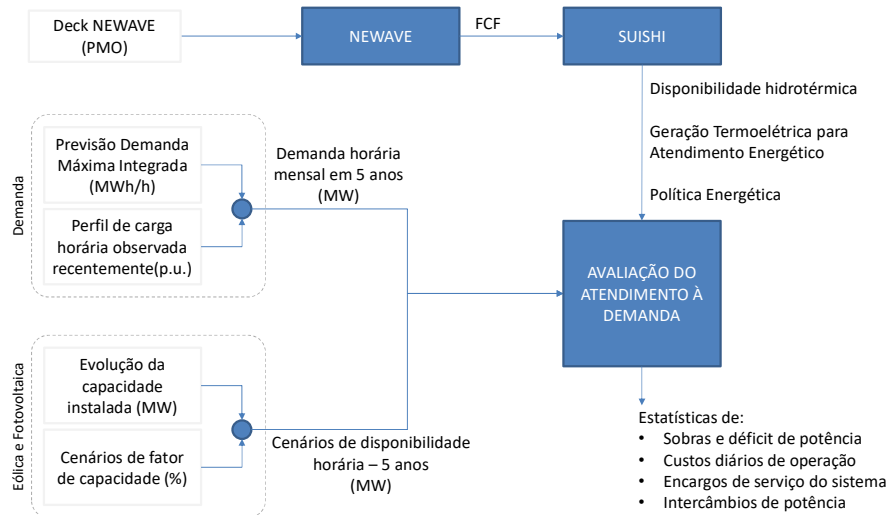 Deck NEWAVE
(PMO)
NEWAVE
FCF
SUISHI
Disponibilidade hidrotérmica
Geração Termoelétrica para
Atendimento Energético
Política Energética
Demanda
Previsão Demanda
Máxima Integrada
(MWh/h)
Perfil de carga
horária observada
recentemente(p.u.)
Demanda horária
mensal em 5 anos
(MW)
AVALIAÇÃO DO
ATENDIMENTO À
DEMANDA
Eólica e Fotovoltaica
Evolução da
capacidade
instalada (MW)
Cenários de fator
de capacidade (%)
Cenários de disponibilidade
horária – 5 anos
(MW)
Estatísticas de:
• Sobras e déficit de potência
• Custos diários de operação
• Encargos de serviço do sistema
• Intercâmbios de potência